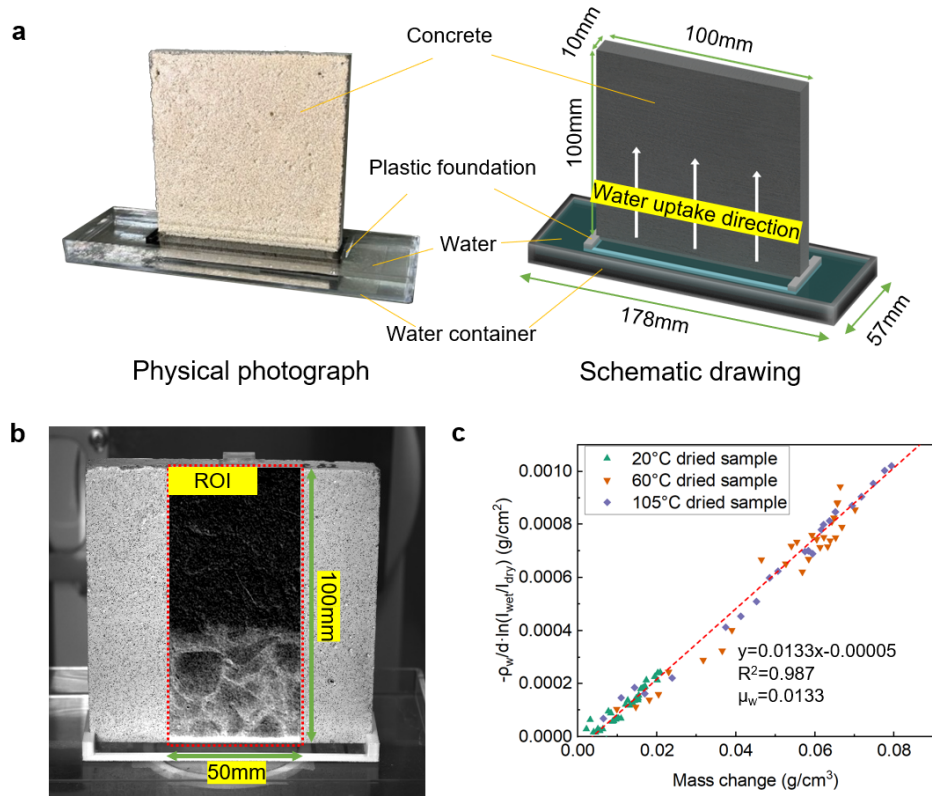 a
Concrete
Plastic foundation
Water
Water container
Physical photograph
10mm
100mm
100mm
Water uptake direction
178mm
57mm
Schematic drawing
b
ROI
100mm
50mm
c
20°C dried sample
60°C dried sample
105°C dried sample
-ρw/d·ln(Iwet/Idry) (g/cm²)
0.0010
0.0008
0.0006
0.0004
0.0002
0.0000
y=0.0133x-0.00005
R²=0.987
μw=0.0133
0.00 0.02 0.04 0.06 0.08
Mass change (g/cm³)